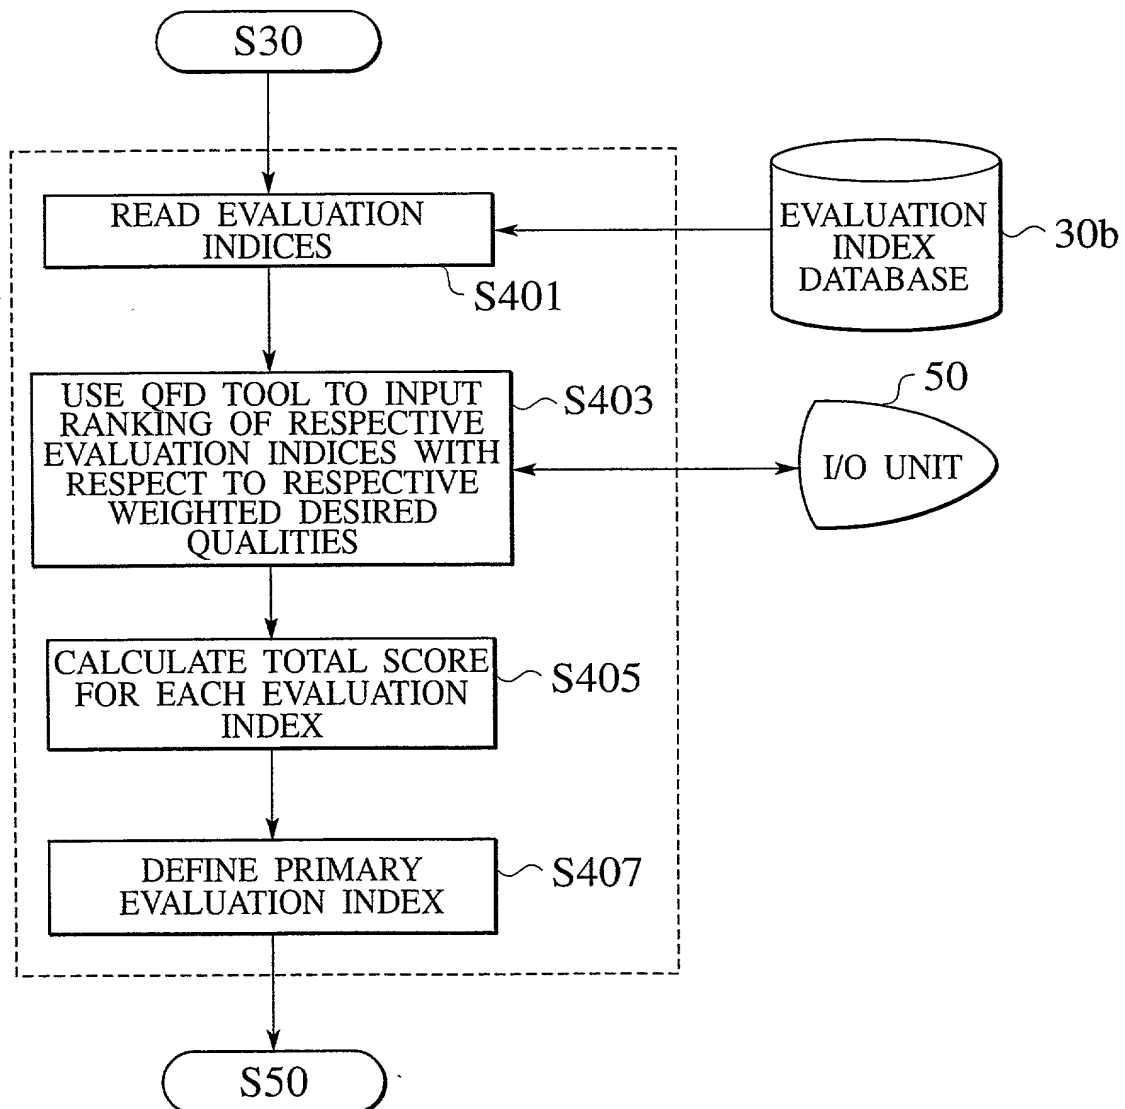 S30
READ EVALUATION
INDICES
S401
EVALUATION
INDEX
DATABASE
30b
USE QFD TOOL TO INPUT
RANKING OF RESPECTIVE
EVALUATION INDICES WITH
RESPECT TO RESPECTIVE
WEIGHTED DESIRED
QUALITIES
S403
50
I/O UNIT
CALCULATE TOTAL SCORE
FOR EACH EVALUATION
INDEX
S405
DEFINE PRIMARY
EVALUATION INDEX
S407
S50